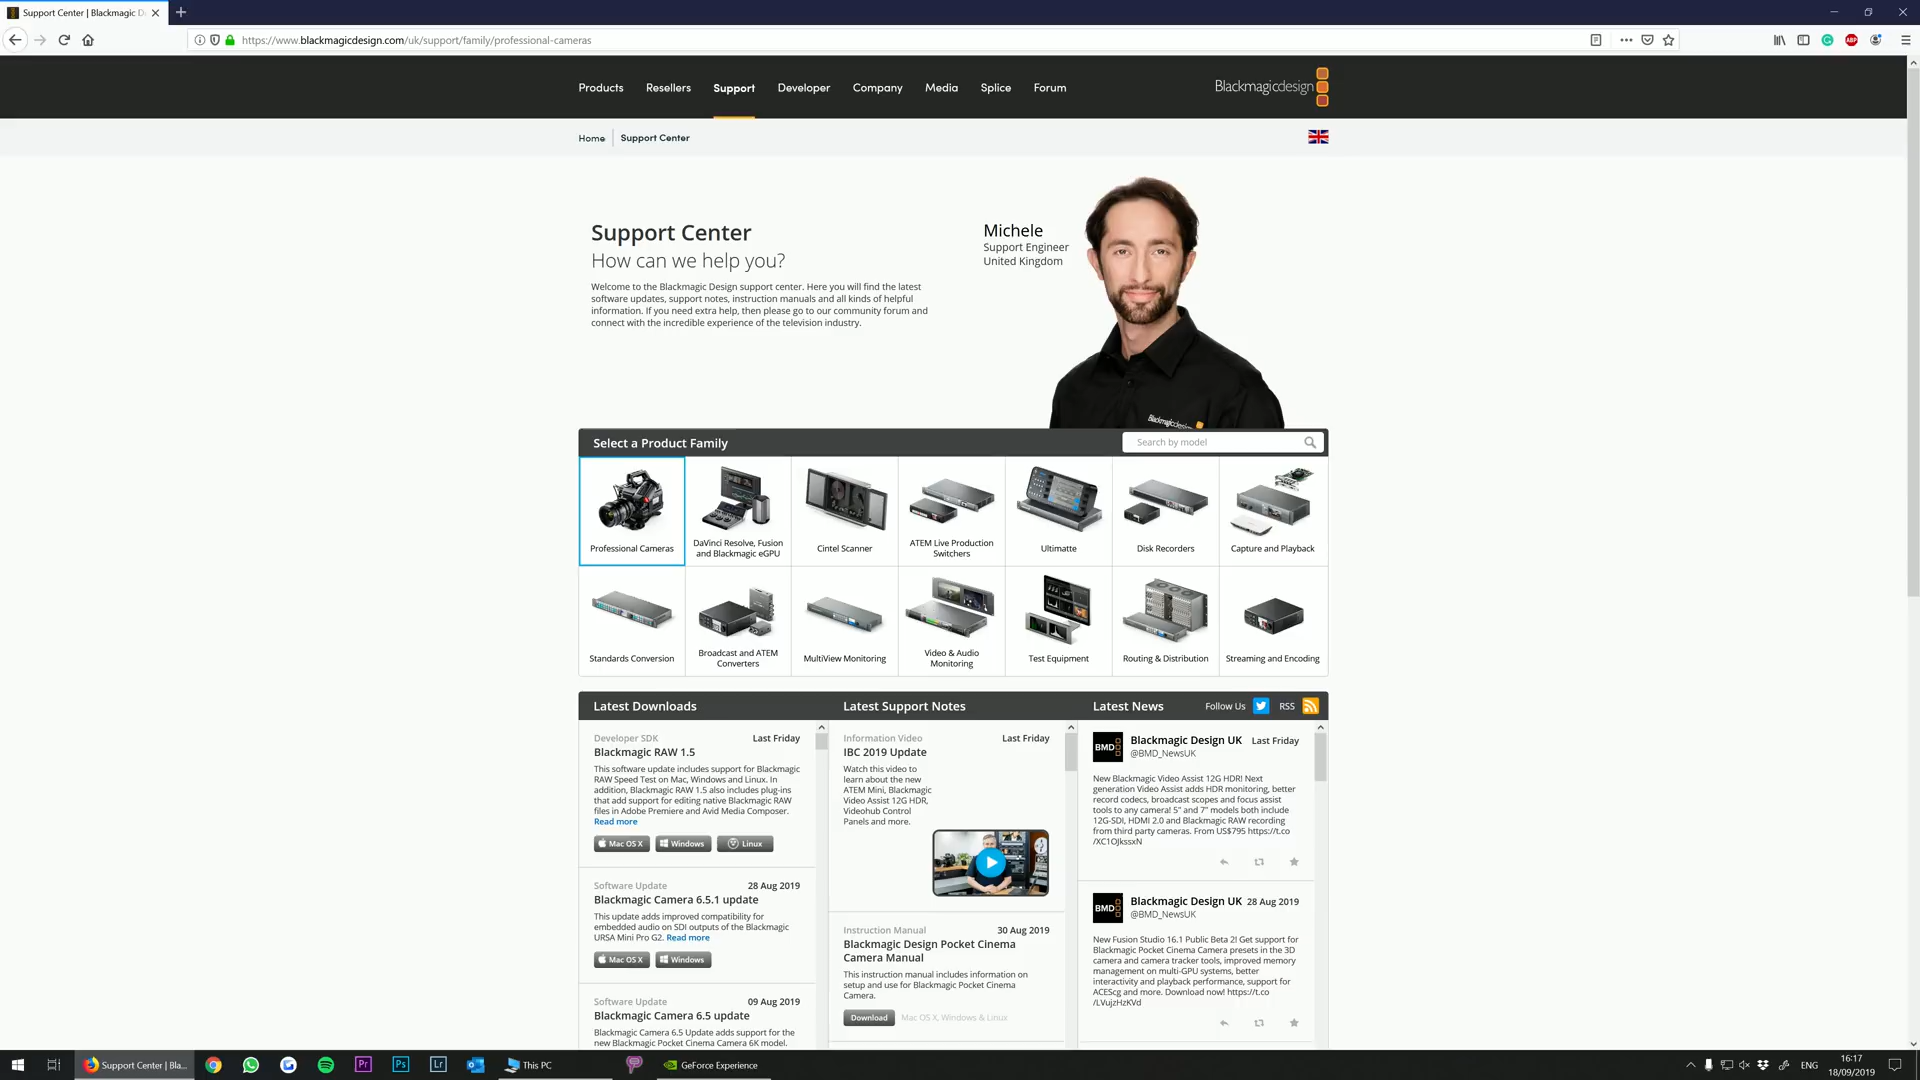 Support Center | Blackmagic D
https://www.blackmagicdesign.com/uk/support/family/professional-cameras
ABP
Products
Resellers
Support
Developer
Company
Media
Splice
Forum
Blackmagicdesign
Home
Support Center
Support Center
How can we help you?
Welcome to the Blackmagic Design support center. Here you will find the latest
software updates, support notes, instruction manuals and all kinds of helpful
information. If you need extra help, then please go to our community forum and
connect with the incredible experience of the television industry.
Michele
Support Engineer
United Kingdom
Blackmagicdesign
Select a Product Family
Search by model
Professional Cameras
DaVinci Resolve, Fusion
and Blackmagic eGPU
Cintel Scanner
ATEM Live Production
Switchers
Ultimatte
Disk Recorders
Capture and Playback
Standards Conversion
Broadcast and ATEM
Converters
MultiView Monitoring
Video & Audio
Monitoring
Test Equipment
Routing & Distribution
Streaming and Encoding
Latest Downloads
Developer SDK
Last Friday
Blackmagic RAW 1.5
This software update includes support for Blackmagic
RAW Speed Test on Mac, Windows and Linux. In
addition, Blackmagic RAW 1.5 also includes plug-ins
that add support for editing native Blackmagic RAW
files in Adobe Premiere and Avid Media Composer.
Read more
Mac OS X
Windows
Linux
Software Update
28 Aug 2019
Blackmagic Camera 6.5.1 update
This update adds improved compatibility for
embedded audio on SDI outputs of the Blackmagic
URSA Mini Pro G2. Read more
Mac OS X
Windows
Software Update
09 Aug 2019
Blackmagic Camera 6.5 update
Blackmagic Camera 6.5 Update adds support for the
new Blackmagic Pocket Cinema Camera 6K model.
Latest Support Notes
Information Video
Last Friday
IBC 2019 Update
Watch this video to
learn about the new
ATEM Mini, Blackmagic
Video Assist 12G HDR,
Videohub Control
Panels and more.
Instruction Manual
30 Aug 2019
Blackmagic Design Pocket Cinema
Camera Manual
This instruction manual includes information on
setup and use for Blackmagic Pocket Cinema
Camera.
Download
Mac OS X, Windows & Linux
Latest News
Follow Us
RSS
BMD
Blackmagic Design UK
Last Friday
@BMD_NewsUK
New Blackmagic Video Assist 12G HDR! Next
generation Video Assist adds HDR monitoring, better
record codecs, broadcast scopes and focus assist
tools to any camera! 5" and 7" models both include
12G-SDI, HDMI 2.0 and Blackmagic RAW recording
from third party cameras. From US$795 https://t.co
/XC1OJkssxN
BMD
Blackmagic Design UK
28 Aug 2019
@BMD_NewsUK
New Fusion Studio 16.1 Public Beta 2! Get support for
Blackmagic Pocket Cinema Camera presets in the 3D
camera and camera tracker tools, improved memory
management on multi-GPU systems, better
interactivity and playback performance, support for
ACEScg and more. Download now! https://t.co
/LVujzHzKVd
Support Center | Bla...
Pr
Ps
Lr
This PC
GeForce Experience
ENG
16:17
18/09/2019